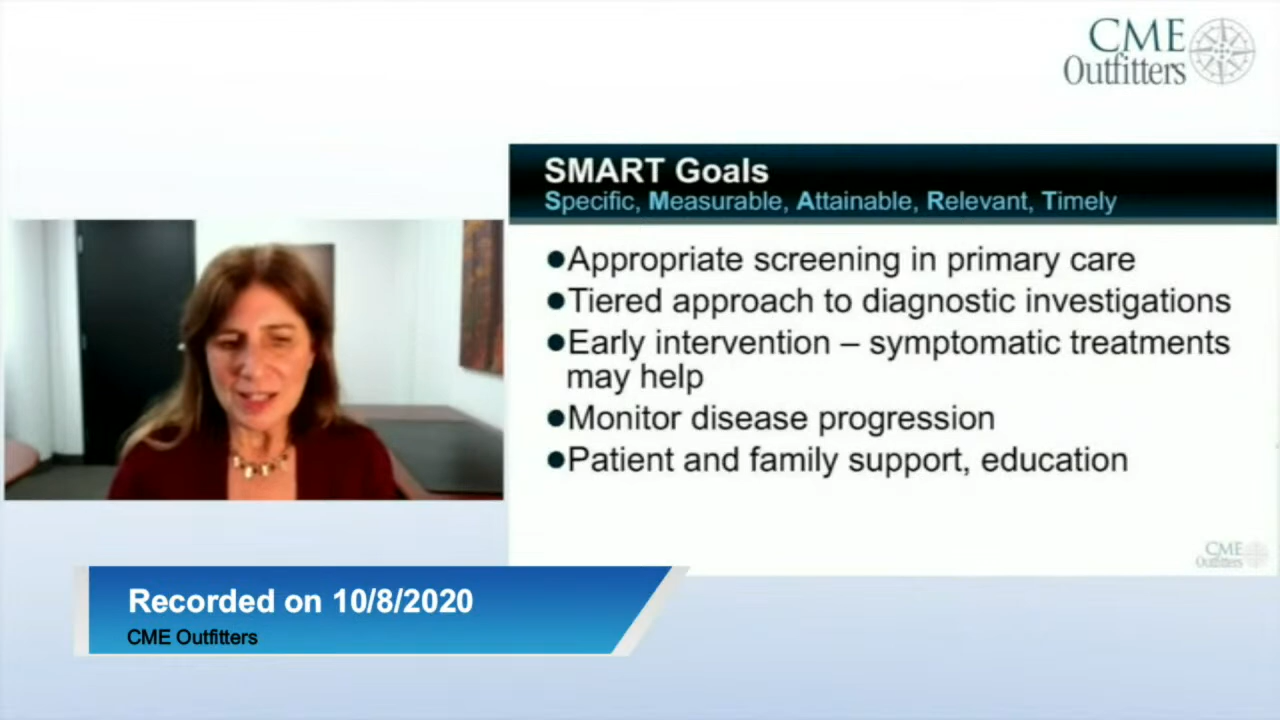 CME
Outfitters
SMART Goals
Specific, Measurable, Attainable, Relevant, Timely
●Appropriate screening in primary care
●Tiered approach to diagnostic investigations
●Early intervention – symptomatic treatments
may help
●Monitor disease progression
●Patient and family support, education
CME
Outfitters
Recorded on 10/8/2020
CME Outfitters